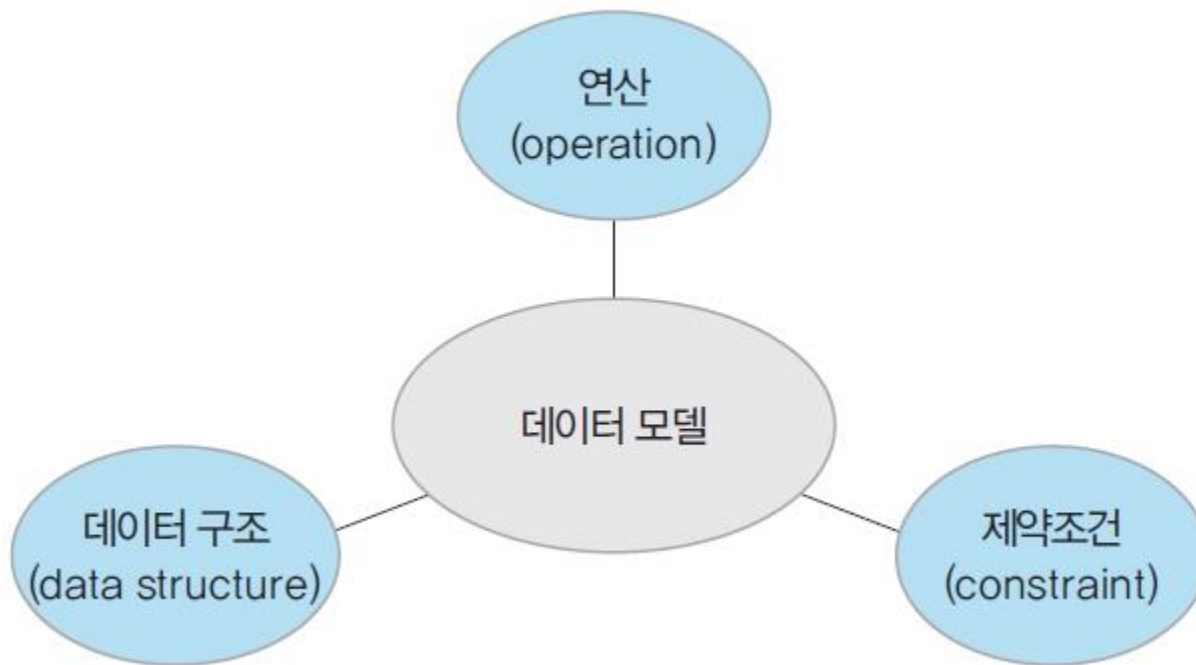 연산
(operation)
데이터 모델
데이터 구조
(data structure)
제약조건
(constraint)